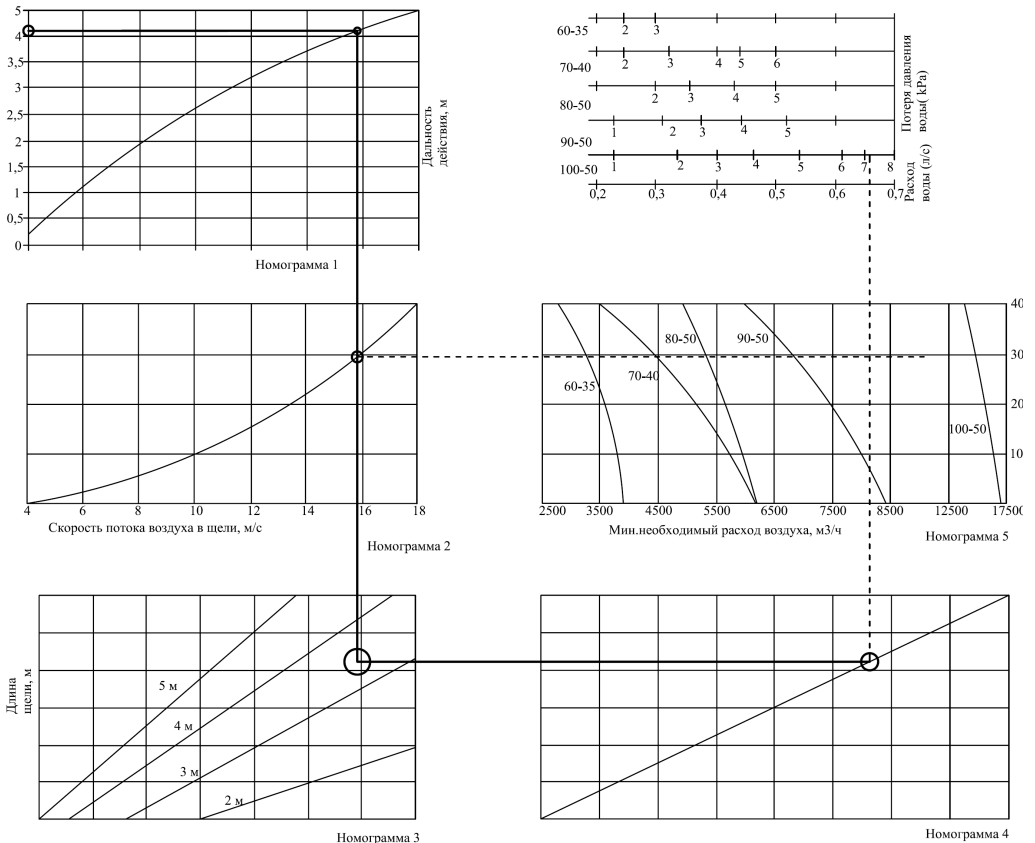 5
4
3,5
3
2,5
2
1,5
1
0,5
0
Дальность
действия, м
Номограмма 1
60-35 2 3
70-40 2 3 4 5 6
80-50 2 3 4 5
90-50 1 2 3 4 5
100-50 1 2 3 4 5 6 7 8
0,2 0,3 0,4 0,5 0,6 0,7
Потеря давления
воды( kPa)
Расход
воды (л/с)
4 6 8 10 12 14 16 18
Скорость потока воздуха в щели, м/с
Номограмма 2
40
30
20
10
60-35
70-40
80-50
90-50
100-50
2500 3500 4500 5500 6500 7500 8500 12500 17500
Мин.необходимый расход воздуха, м3/ч
Номограмма 5
Длина
щели, м
5 м
4 м
3 м
2 м
Номограмма 3
Номограмма 4